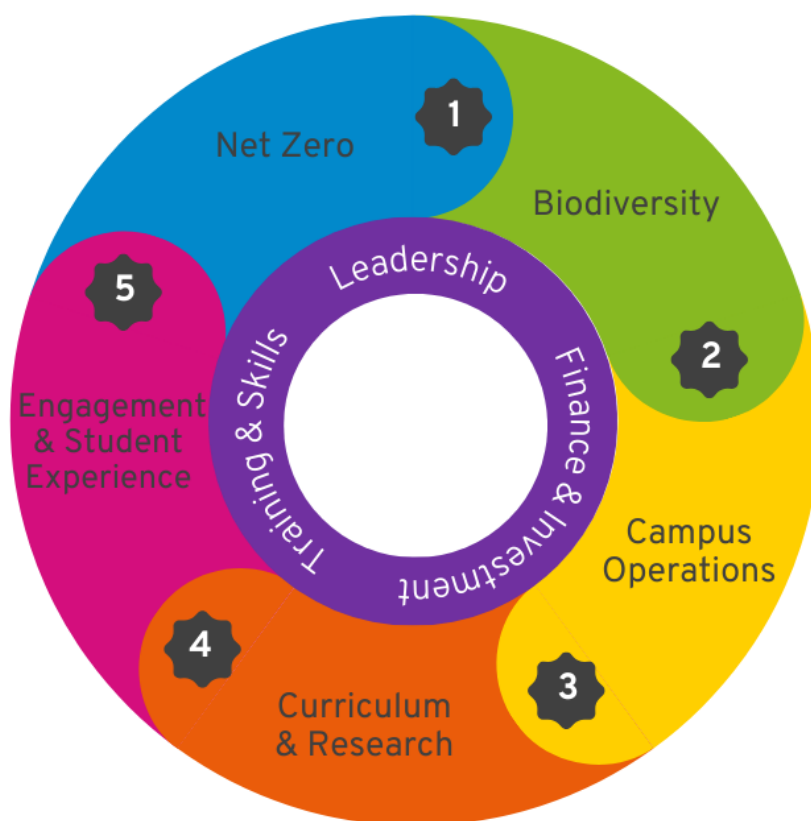 1
Net Zero
2
Biodiversity
3
Campus
Operations
4
Curriculum
& Research
5
Engagement
& Student
Experience
Leadership
Finance & Investment
Training & Skills